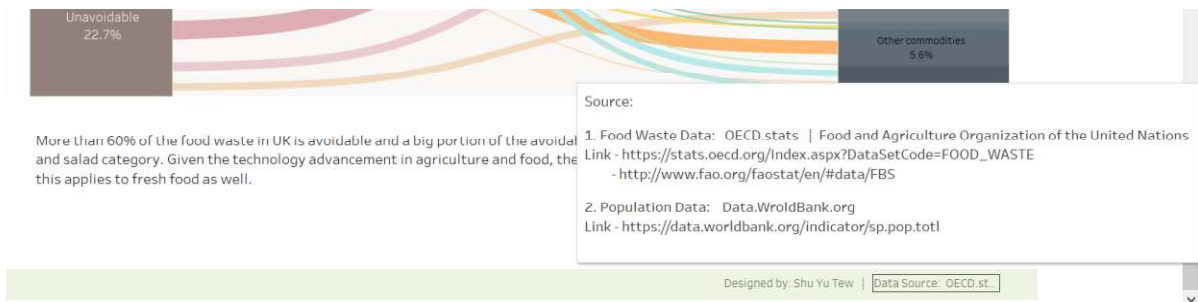 Unavoidable
22.7%
Other commodities
5.6%
More than 60% of the food waste in UK is avoidable and a big portion of the avoidal
and salad category. Given the technology advancement in agriculture and food, the
this applies to fresh food as well.
Source:
1. Food Waste Data: OECD.stats | Food and Agriculture Organization of the United Nations
Link - https://stats.oecd.org/Index.aspx?DataSetCode=FOOD_WASTE
- http://www.fao.org/faostat/en/#data/FBS
2. Population Data: Data.WroldBank.org
Link - https://data.worldbank.org/indicator/sp.pop.totl
Designed by: Shu Yu Tew | Data Source: OECD.st...